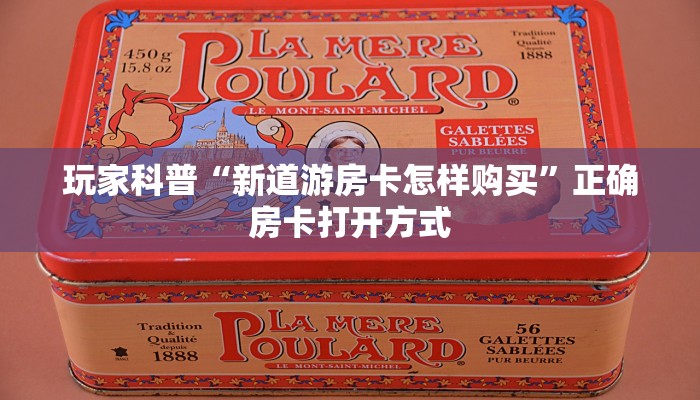 450g
15.8 oz
LA MERE
POULARD®
LE MONT-SAINT-MICHEL
Tradition
&
Qualité
depuis
1888
GALETTES
SABLÉES
PUR BEURRE
玩家科普“新道游房卡怎样购买”正确
房卡打开方式
Tradition
&
Qualité
depuis
1888
LA MERE
POULARD®
LE MONT-SAINT-MICHEL
56
GALETTES
SABLÉES
PUR BEURRE